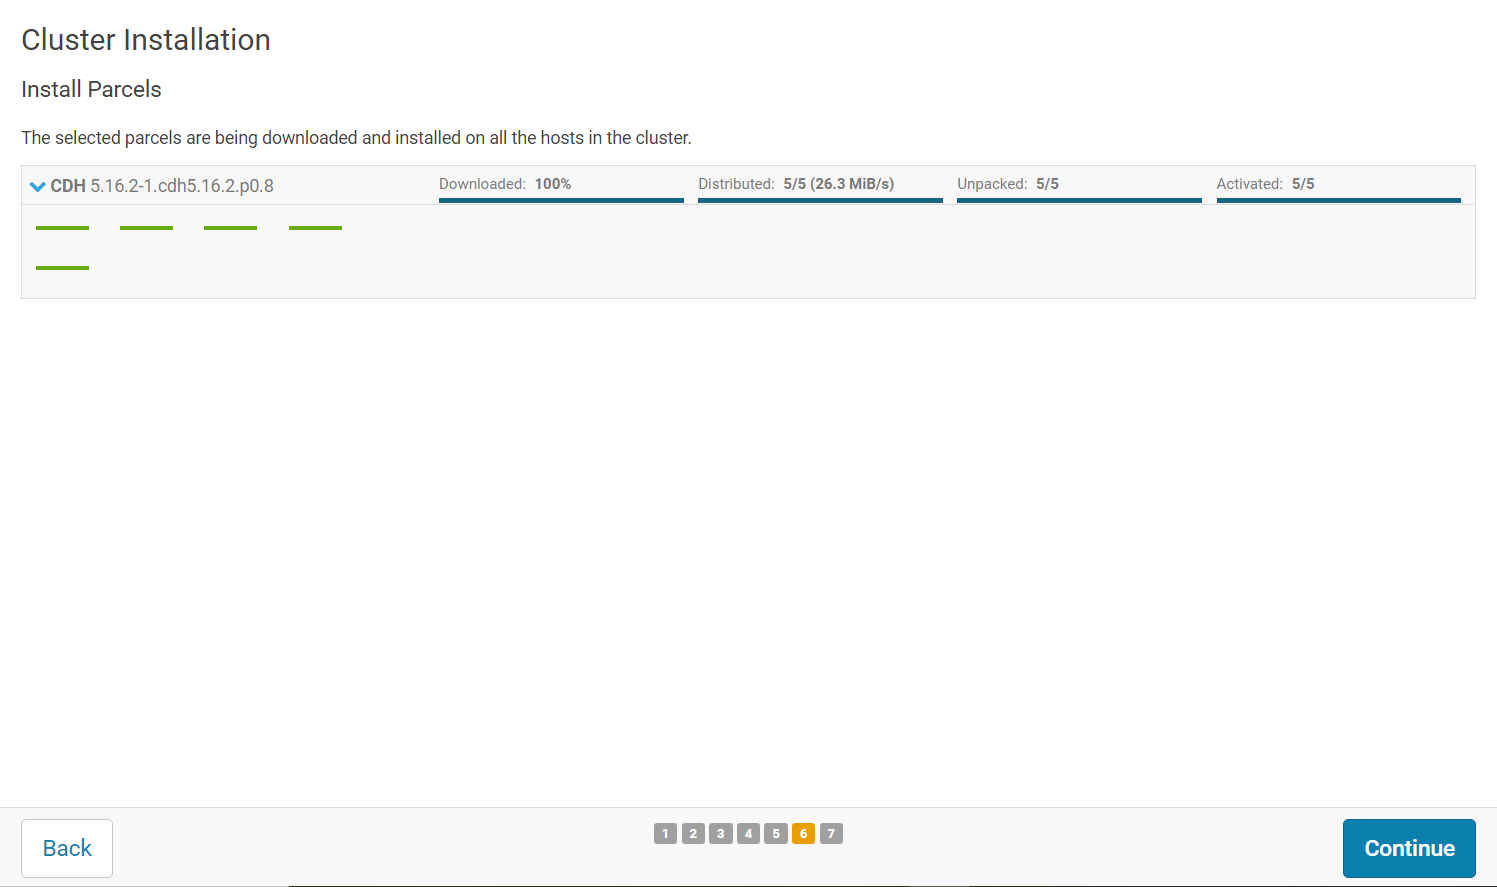 Cluster Installation
Install Parcels
The selected parcels are being downloaded and installed on all the hosts in the cluster.
CDH 5.16.2-1.cdh5.16.2.p0.8 Downloaded: 100% Distributed: 5/5 (26.3 MiB/s) Unpacked: 5/5 Activated: 5/5
Back 1 2 3 4 5 6 7 Continue